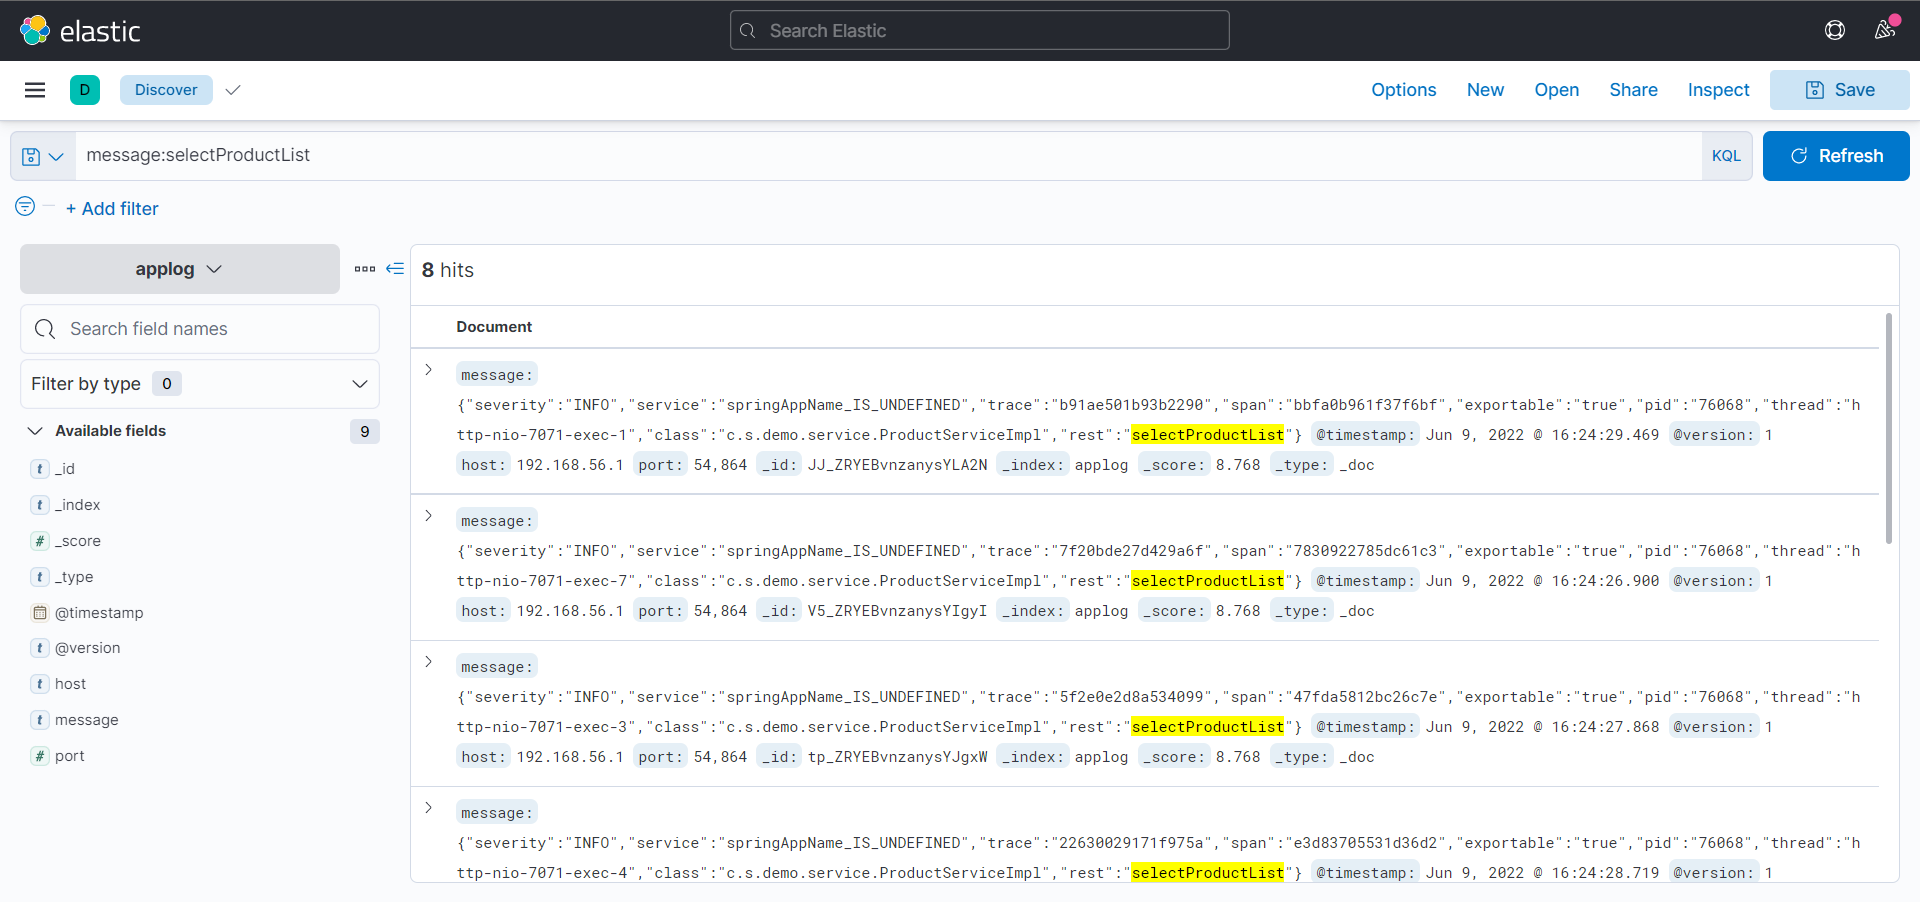 elastic
Search Elastic
D
Discover
Options
New
Open
Share
Inspect
Save
message:selectProductList
KQL
Refresh
+ Add filter
applog
8 hits
Search field names
Filter by type 0
Available fields 9
t _id
t _index
# _score
t _type
@timestamp
t @version
t host
t message
# port
Document
message:
{"severity":"INFO","service":"springAppName_IS_UNDEFINED","trace":"b91ae501b93b2290","span":"bbfa0b961f37f6bf","exportable":"true","pid":"76068","thread":"h
ttp-nio-7071-exec-1","class":"c.s.demo.service.ProductServiceImpl","rest":"selectProductList"} @timestamp: Jun 9, 2022 @ 16:24:29.469 @version: 1
host: 192.168.56.1 port: 54,864 _id: JJ_ZRYEBvnzanysYLA2N _index: applog _score: 8.768 _type: _doc
message:
{"severity":"INFO","service":"springAppName_IS_UNDEFINED","trace":"7f20bde27d429a6f","span":"7830922785dc61c3","exportable":"true","pid":"76068","thread":"h
ttp-nio-7071-exec-7","class":"c.s.demo.service.ProductServiceImpl","rest":"selectProductList"} @timestamp: Jun 9, 2022 @ 16:24:26.900 @version: 1
host: 192.168.56.1 port: 54,864 _id: V5_ZRYEBvnzanysYIgyI _index: applog _score: 8.768 _type: _doc
message:
{"severity":"INFO","service":"springAppName_IS_UNDEFINED","trace":"5f2e0e2d8a534099","span":"47fda5812bc26c7e","exportable":"true","pid":"76068","thread":"h
ttp-nio-7071-exec-3","class":"c.s.demo.service.ProductServiceImpl","rest":"selectProductList"} @timestamp: Jun 9, 2022 @ 16:24:27.868 @version: 1
host: 192.168.56.1 port: 54,864 _id: tp_ZRYEBvnzanysYJgxW _index: applog _score: 8.768 _type: _doc
message:
{"severity":"INFO","service":"springAppName_IS_UNDEFINED","trace":"22630029171f975a","span":"e3d83705531d36d2","exportable":"true","pid":"76068","thread":"h
ttp-nio-7071-exec-4","class":"c.s.demo.service.ProductServiceImpl","rest":"selectProductList"} @timestamp: Jun 9, 2022 @ 16:24:28.719 @version: 1